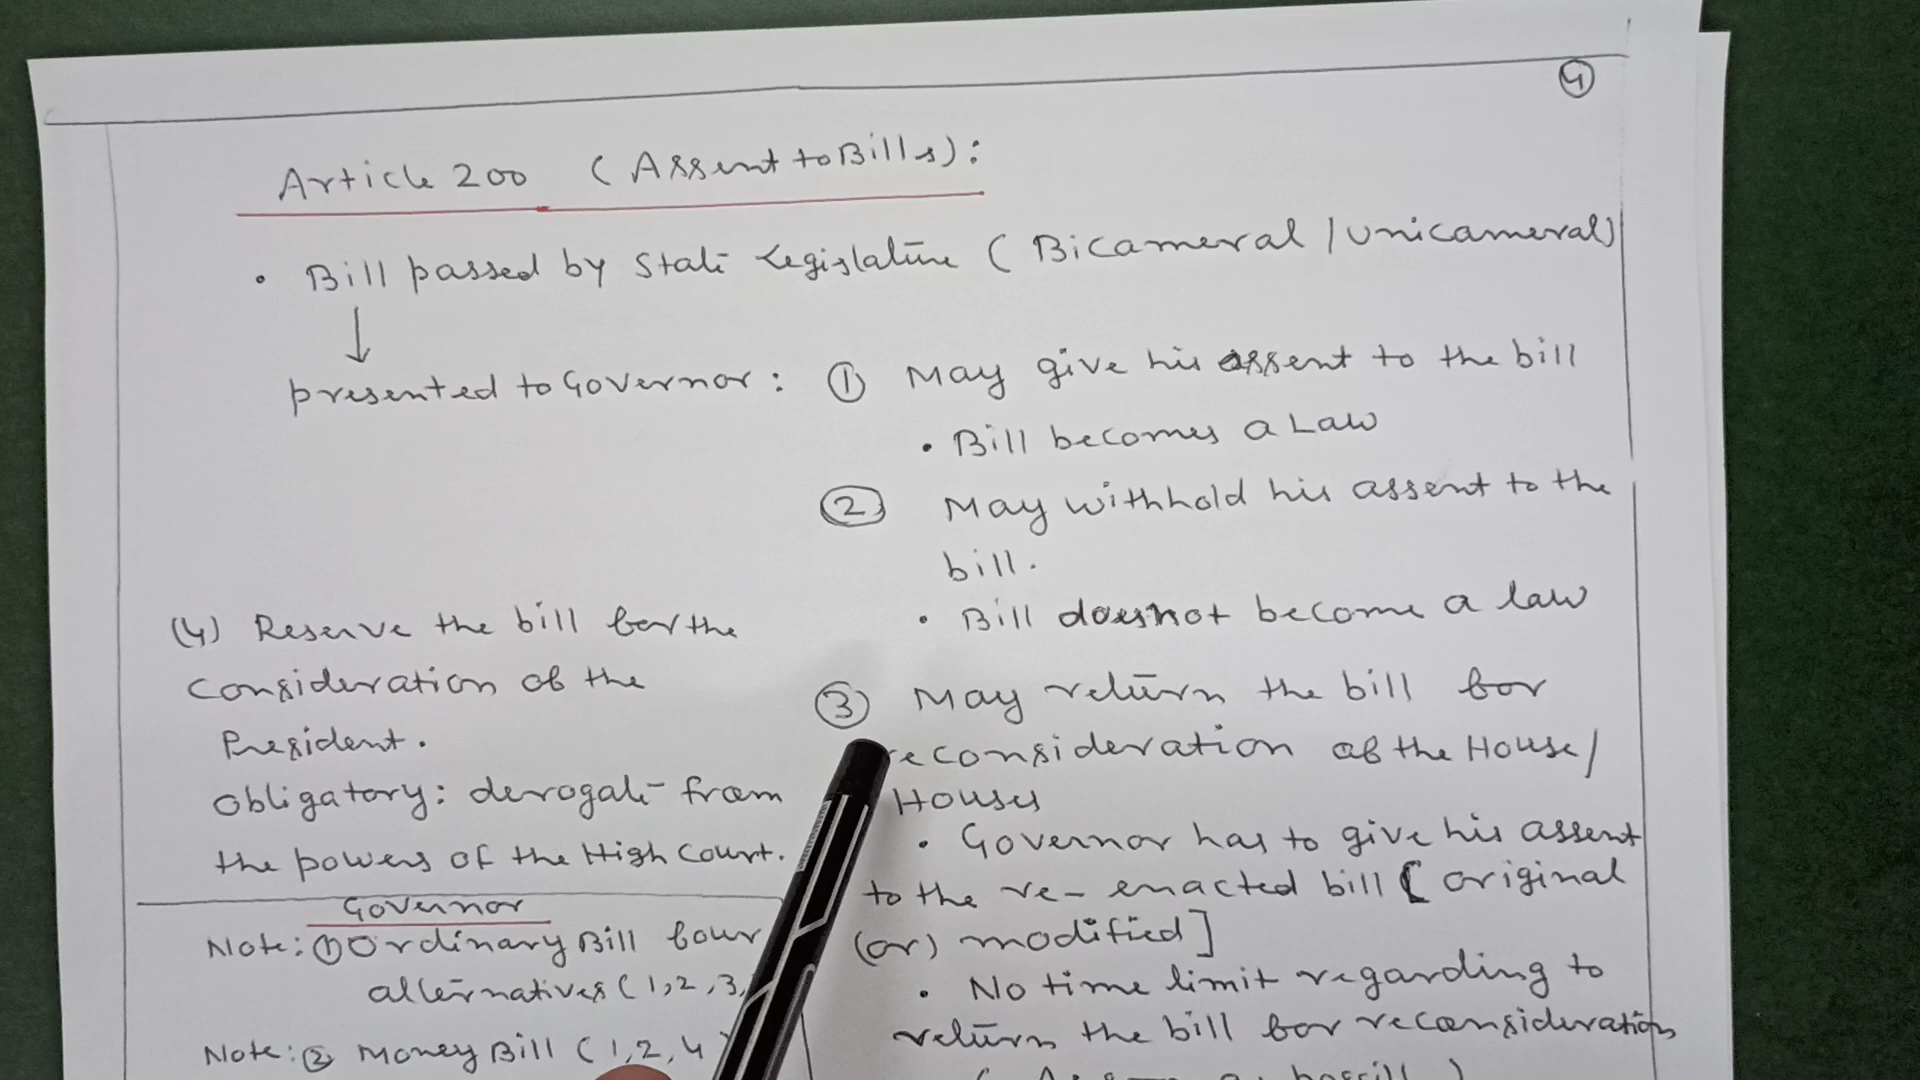 4
Article 200 (Assent to Bills):
• Bill passed by State Legislature (Bicameral / Unicameral)
↓
presented to Governor: ① May give his assent to the bill
• Bill becomes a Law
② May withhold his assent to the
bill.
• Bill does not become a law
③ May return the bill for
reconsideration of the House/
Houses
• Governor has to give his assent
to the re-enacted bill [original
(or) modified]
• No time limit regarding to
return the bill for reconsideration
(4) Reserve the bill for the
Consideration of the
President.
Obligatory: derogate from
the powers of the High Court.
Governor
Note: ① Ordinary Bill four
alternatives (1,2,3,
Note: ② Money Bill (1,2,4